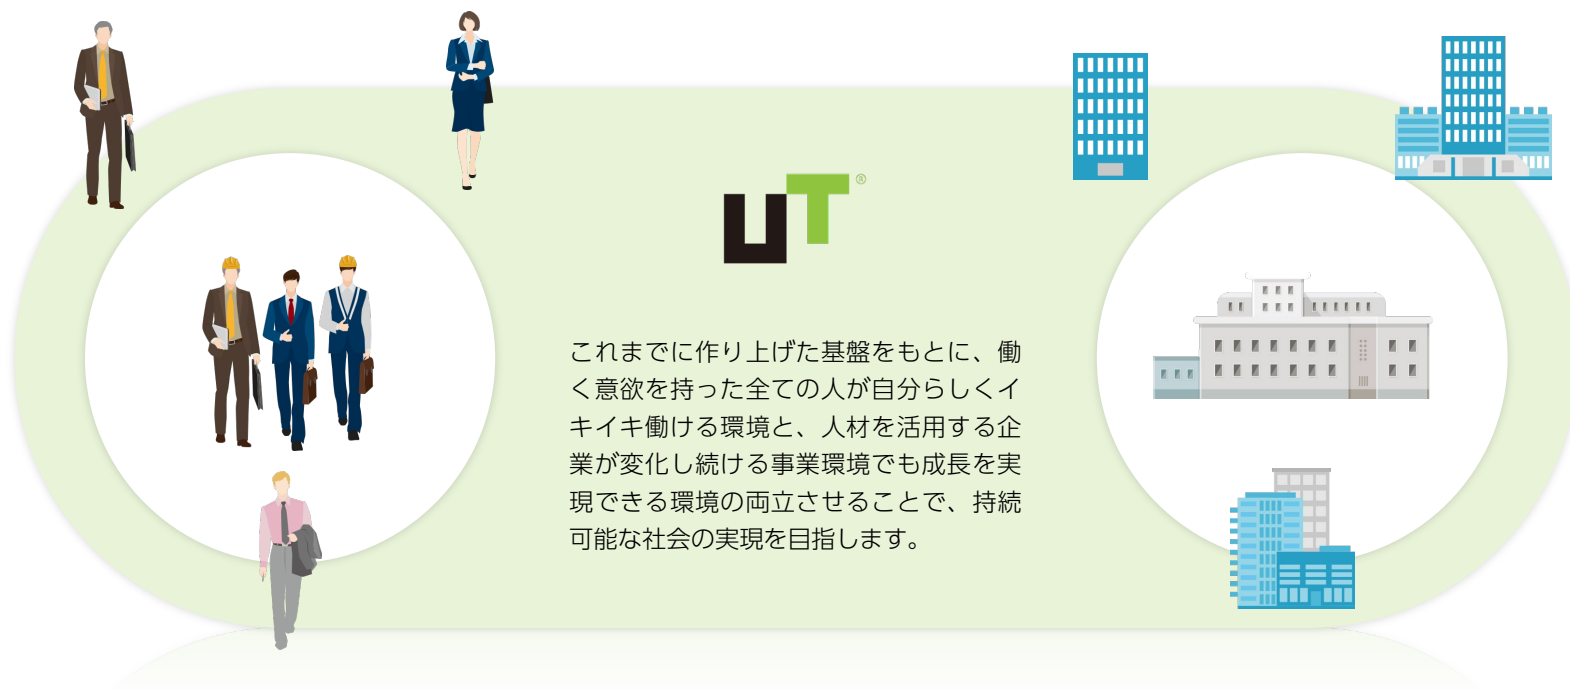 UT®
これまでに作り上げた基盤をもとに、働
く意欲を持った全ての人が自分らしくイ
キイキ働ける環境と、人材を活用する企
業が変化し続ける事業環境でも成長を実
現できる環境の両立させることで、持続
可能な社会の実現を目指します。